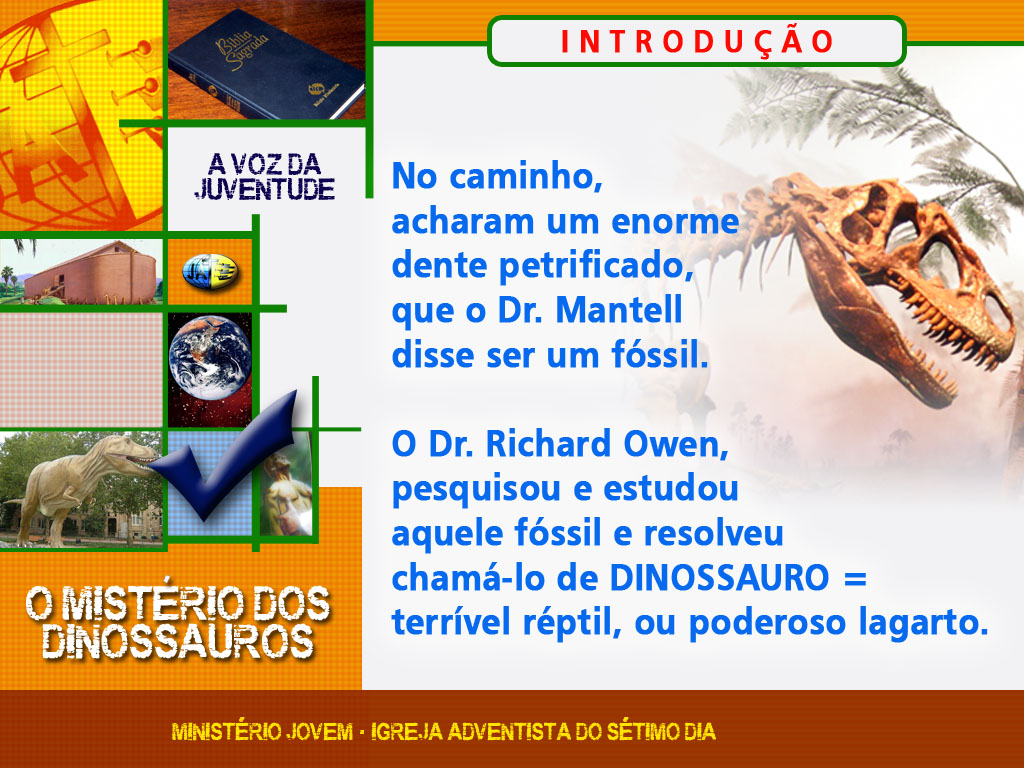 INTRODUÇÃO
Bíblia
Sagrada
A VOZ DA
JUVENTUDE
No caminho,
acharam um enorme
dente petrificado,
que o Dr. Mantell
disse ser um fóssil.
O Dr. Richard Owen,
pesquisou e estudou
aquele fóssil e resolveu
chamá-lo de DINOSSAURO =
terrível réptil, ou poderoso lagarto.
O MISTÉRIO DOS
DINOSSAUROS
MINISTÉRIO JOVEM - IGREJA ADVENTISTA DO SÉTIMO DIA